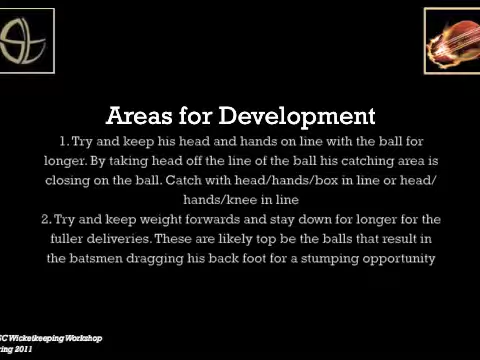 Areas for Development
1. Try and keep his head and hands on line with the ball for
longer. By taking head off the line of the ball his catching area is
closing on the ball. Catch with head/hands/box in line or head/
hands/knee in line
2. Try and keep weight forwards and stay down for longer for the
fuller deliveries. These are likely top be the balls that result in
the batsmen dragging his back foot for a stumping opportunity
Wicketkeeping Workshop
2011